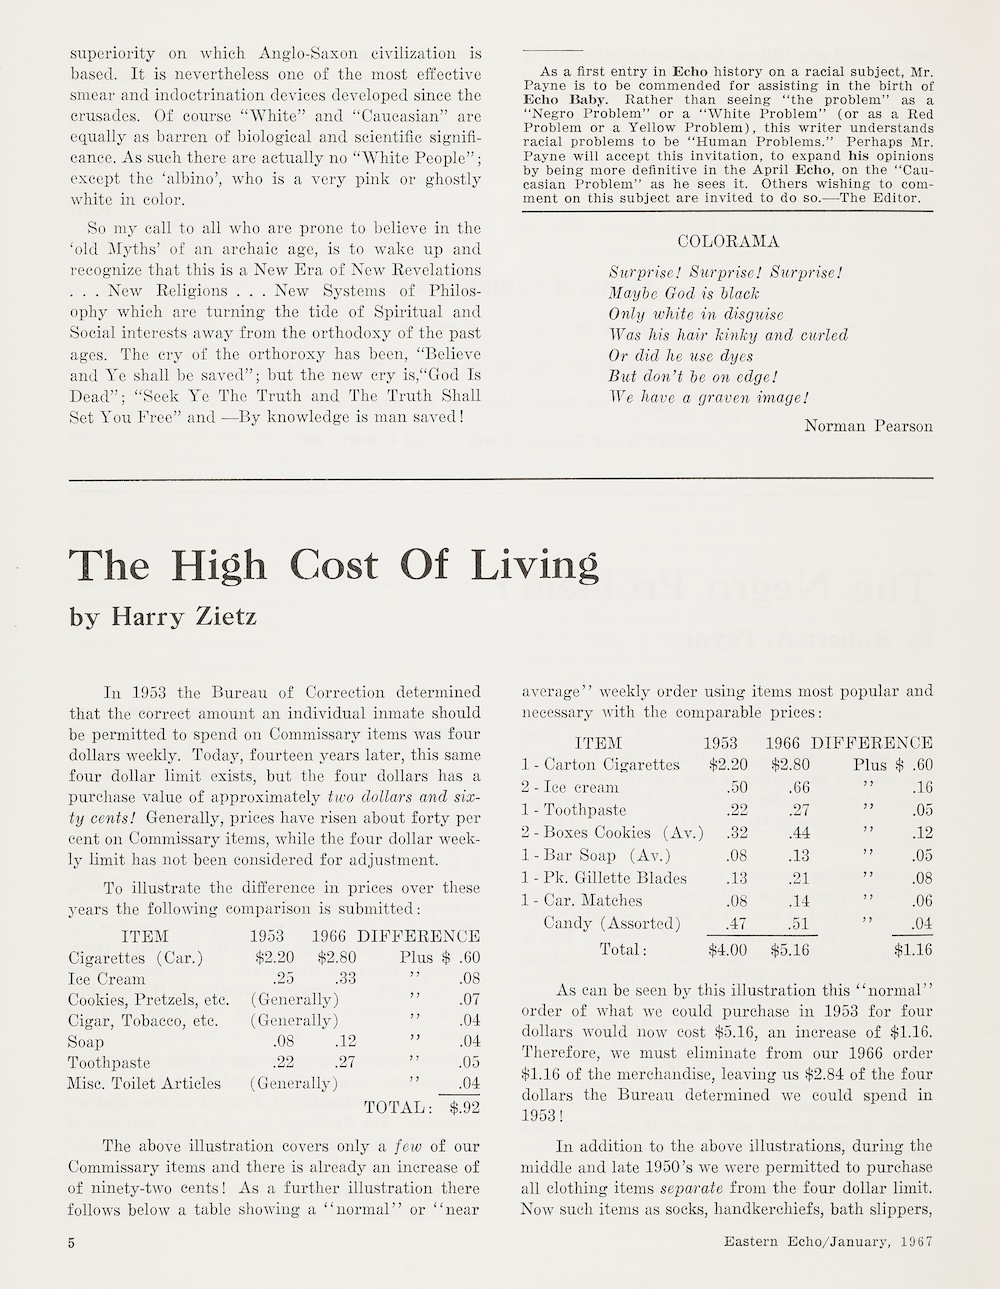 superiority on which Anglo-Saxon civilization is
based. It is nevertheless one of the most effective
smear and indoctrination devices developed since the
crusades. Of course “White” and “Caucasian” are
equally as barren of biological and scientific signifi-
cance. As such there are actually no “White People”;
except the ‘albino’, who is a very pink or ghostly
white in color.
So my call to all who are prone to believe in the
‘old Myths’ of an archaic age, is to wake up and
recognize that this is a New Era of New Revelations
. . . New Religions . . . New Systems of Philos-
ophy which are turning the tide of Spiritual and
Social interests away from the orthodoxy of the past
ages. The cry of the orthoroxy has been, “Believe
and Ye shall be saved”; but the new cry is,“God Is
Dead”; “Seek Ye The Truth and The Truth Shall
Set You Free” and —By knowledge is man saved!
As a first entry in Echo history on a racial subject, Mr.
Payne is to be commended for assisting in the birth of
Echo Baby. Rather than seeing “the problem” as a
“Negro Problem” or a “White Problem” (or as a Red
Problem or a Yellow Problem), this writer understands
racial problems to be “Human Problems.” Perhaps Mr.
Payne will accept this invitation, to expand his opinions
by being more definitive in the April Echo, on the “Cau-
casian Problem” as he sees it. Others wishing to com-
ment on this subject are invited to do so.—The Editor.
COLORAMA
Surprise! Surprise! Surprise!
Maybe God is black
Only white in disguise
Was his hair kinky and curled
Or did he use dyes
But don’t be on edge!
We have a graven image!
Norman Pearson
The High Cost Of Living
by Harry Zietz
In 1953 the Bureau of Correction determined
that the correct amount an individual inmate should
be permitted to spend on Commissary items was four
dollars weekly. Today, fourteen years later, this same
four dollar limit exists, but the four dollars has a
purchase value of approximately two dollars and six-
ty cents! Generally, prices have risen about forty per
cent on Commissary items, while the four dollar week-
ly limit has not been considered for adjustment.
To illustrate the difference in prices over these
years the following comparison is submitted:
ITEM 1953 1966 DIFFERENCE
Cigarettes (Car.) $2.20 $2.80 Plus $ .60
Ice Cream .25 .33 ” .08
Cookies, Pretzels, etc. (Generally) ” .07
Cigar, Tobacco, etc. (Generally) ” .04
Soap .08 .12 ” .04
Toothpaste .22 .27 ” .05
Misc. Toilet Articles (Generally) ” .04
TOTAL: $.92
The above illustration covers only a few of our
Commissary items and there is already an increase of
of ninety-two cents! As a further illustration there
follows below a table showing a “normal” or “near
average” weekly order using items most popular and
necessary with the comparable prices:
ITEM 1953 1966 DIFFERENCE
1 - Carton Cigarettes $2.20 $2.80 Plus $ .60
2 - Ice cream .50 .66 ” .16
1 - Toothpaste .22 .27 ” .05
2 - Boxes Cookies (Av.) .32 .44 ” .12
1 - Bar Soap (Av.) .08 .13 ” .05
1 - Pk. Gillette Blades .13 .21 ” .08
1 - Car. Matches .08 .14 ” .06
Candy (Assorted) .47 .51 ” .04
Total: $4.00 $5.16 $1.16
As can be seen by this illustration this “normal”
order of what we could purchase in 1953 for four
dollars would now cost $5.16, an increase of $1.16.
Therefore, we must eliminate from our 1966 order
$1.16 of the merchandise, leaving us $2.84 of the four
dollars the Bureau determined we could spend in
1953!
In addition to the above illustrations, during the
middle and late 1950’s we were permitted to purchase
all clothing items separate from the four dollar limit.
Now such items as socks, handkerchiefs, bath slippers,
5
Eastern Echo/January, 1967